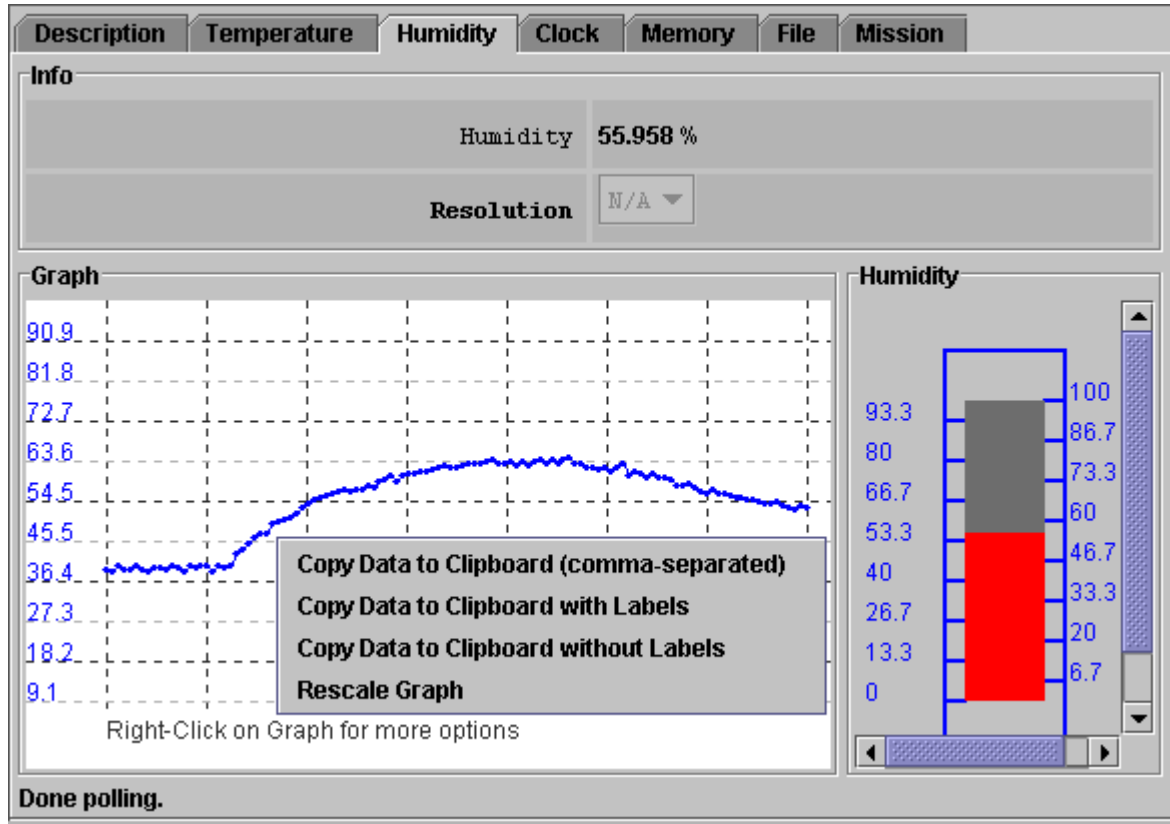 Description Temperature Humidity Clock Memory File Mission
Info
Humidity 55.958 %
Resolution N/A
Graph
90.9
81.8
72.7
63.6
54.5
45.5
36.4
27.3
18.2
9.1
Copy Data to Clipboard (comma-separated)
Copy Data to Clipboard with Labels
Copy Data to Clipboard without Labels
Rescale Graph
Right-Click on Graph for more options
Humidity
100
93.3
86.7
80
73.3
66.7
60
53.3
46.7
40
33.3
26.7
20
13.3
6.7
0
Done polling.